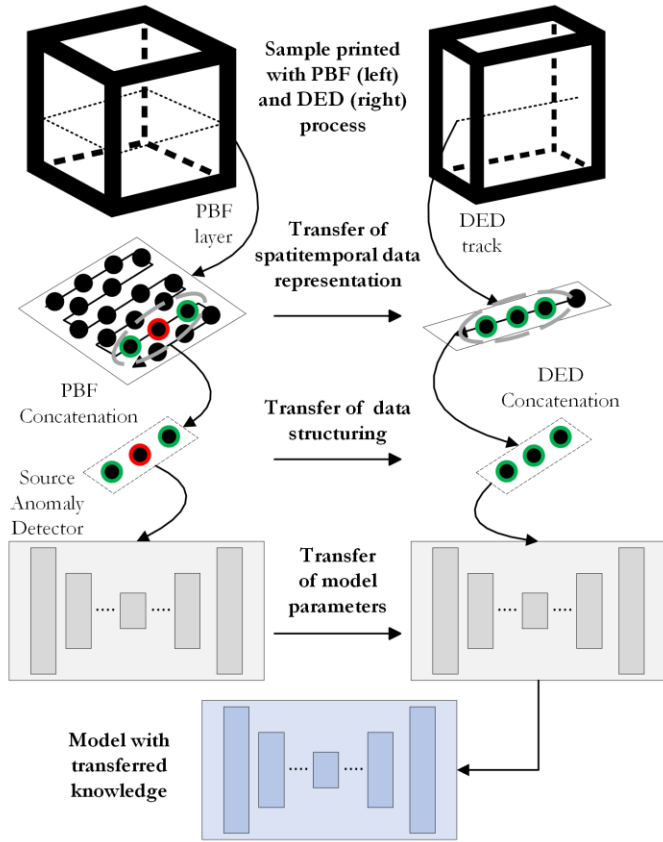 Sample printed
with PBF (left)
and DED (right)
process
PBF
layer
Transfer of
spatitemporal data
representation
DED
track
PBF
Concatenation
Transfer of data
structuring
DED
Concatenation
Source
Anomaly
Detector
Transfer
of model
parameters
Model with
transferred
knowledge